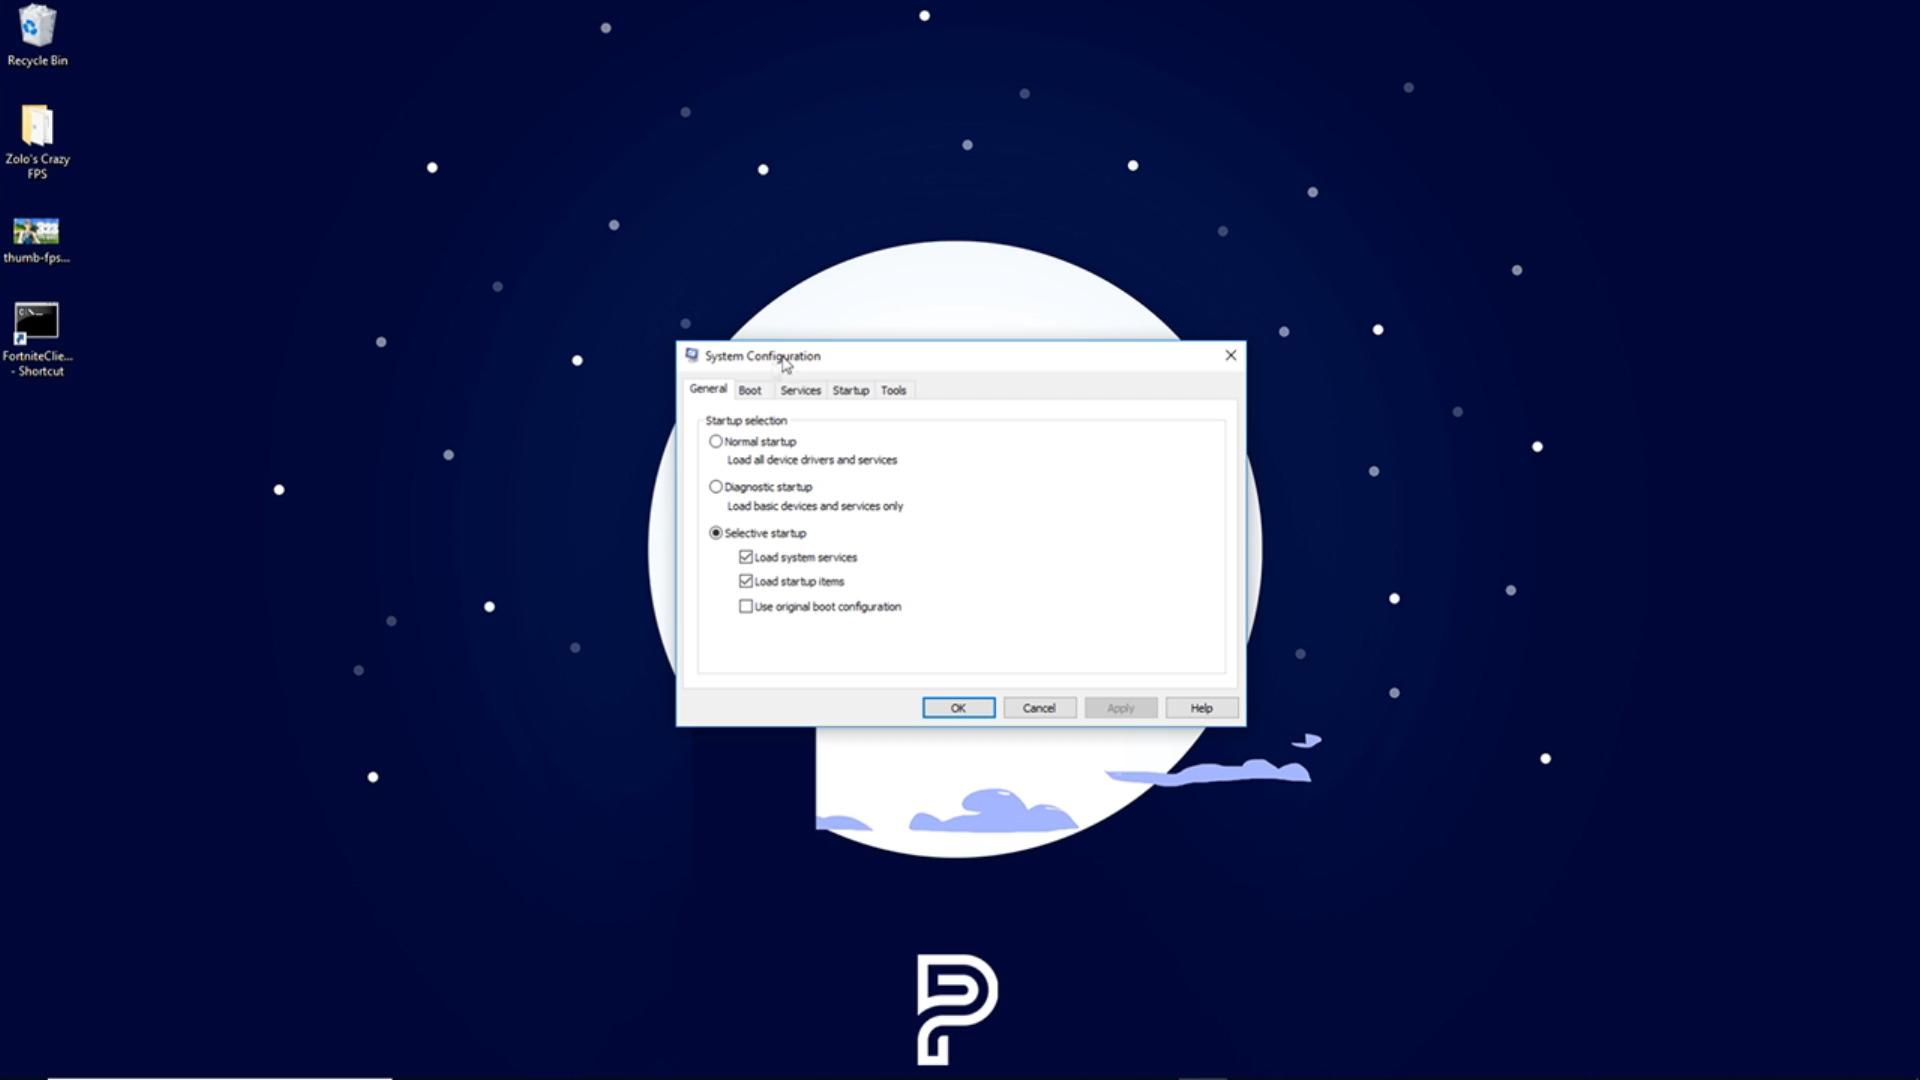 Recycle Bin
Zolo's Crazy
FPS
thumb-fps...
FortniteClie...
- Shortcut
System Configuration
General
Boot
Services
Startup
Tools
Startup selection
Normal startup
Load all device drivers and services
Diagnostic startup
Load basic devices and services only
Selective startup
Load system services
Load startup items
Use original boot configuration
OK
Cancel
Apply
Help